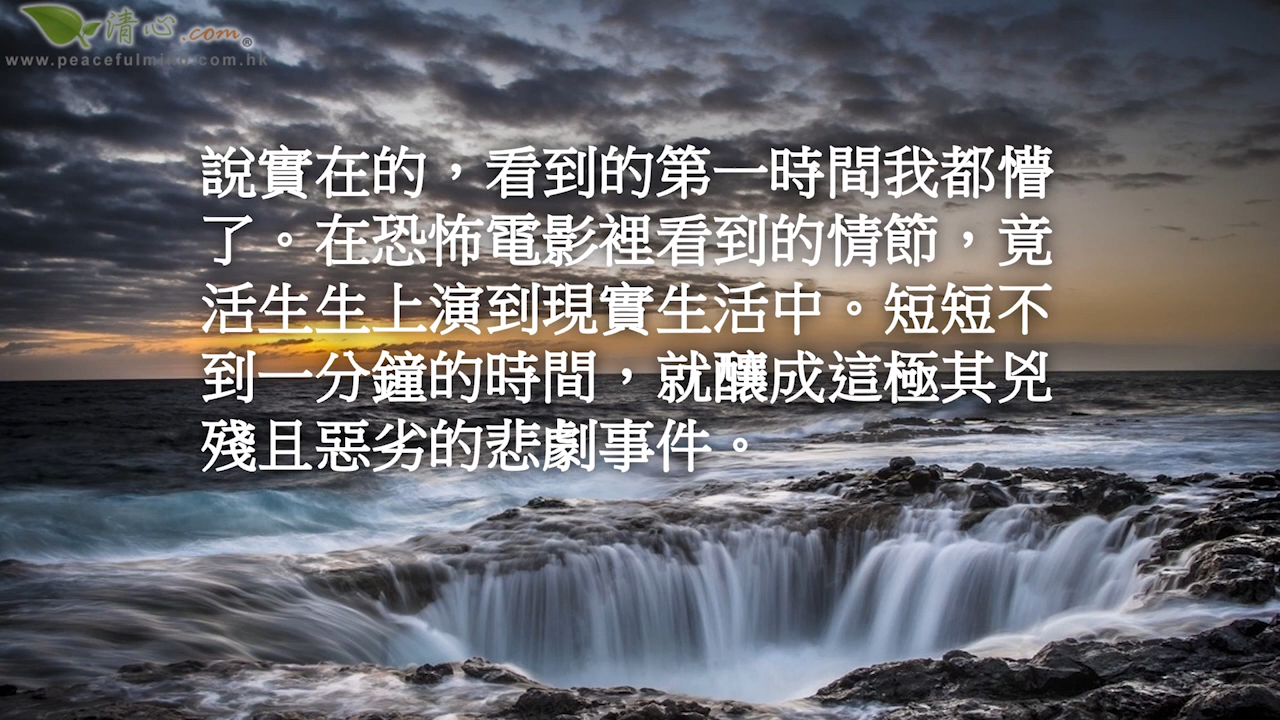 清心.com®
www.peacefulmind.com.hk
說實在的，看到的第一時間我都懵
了。在恐怖電影裡看到的情節，竟
活生生上演到現實生活中。短短不
到一分鐘的時間，就釀成這極其兇
殘且惡劣的悲劇事件。